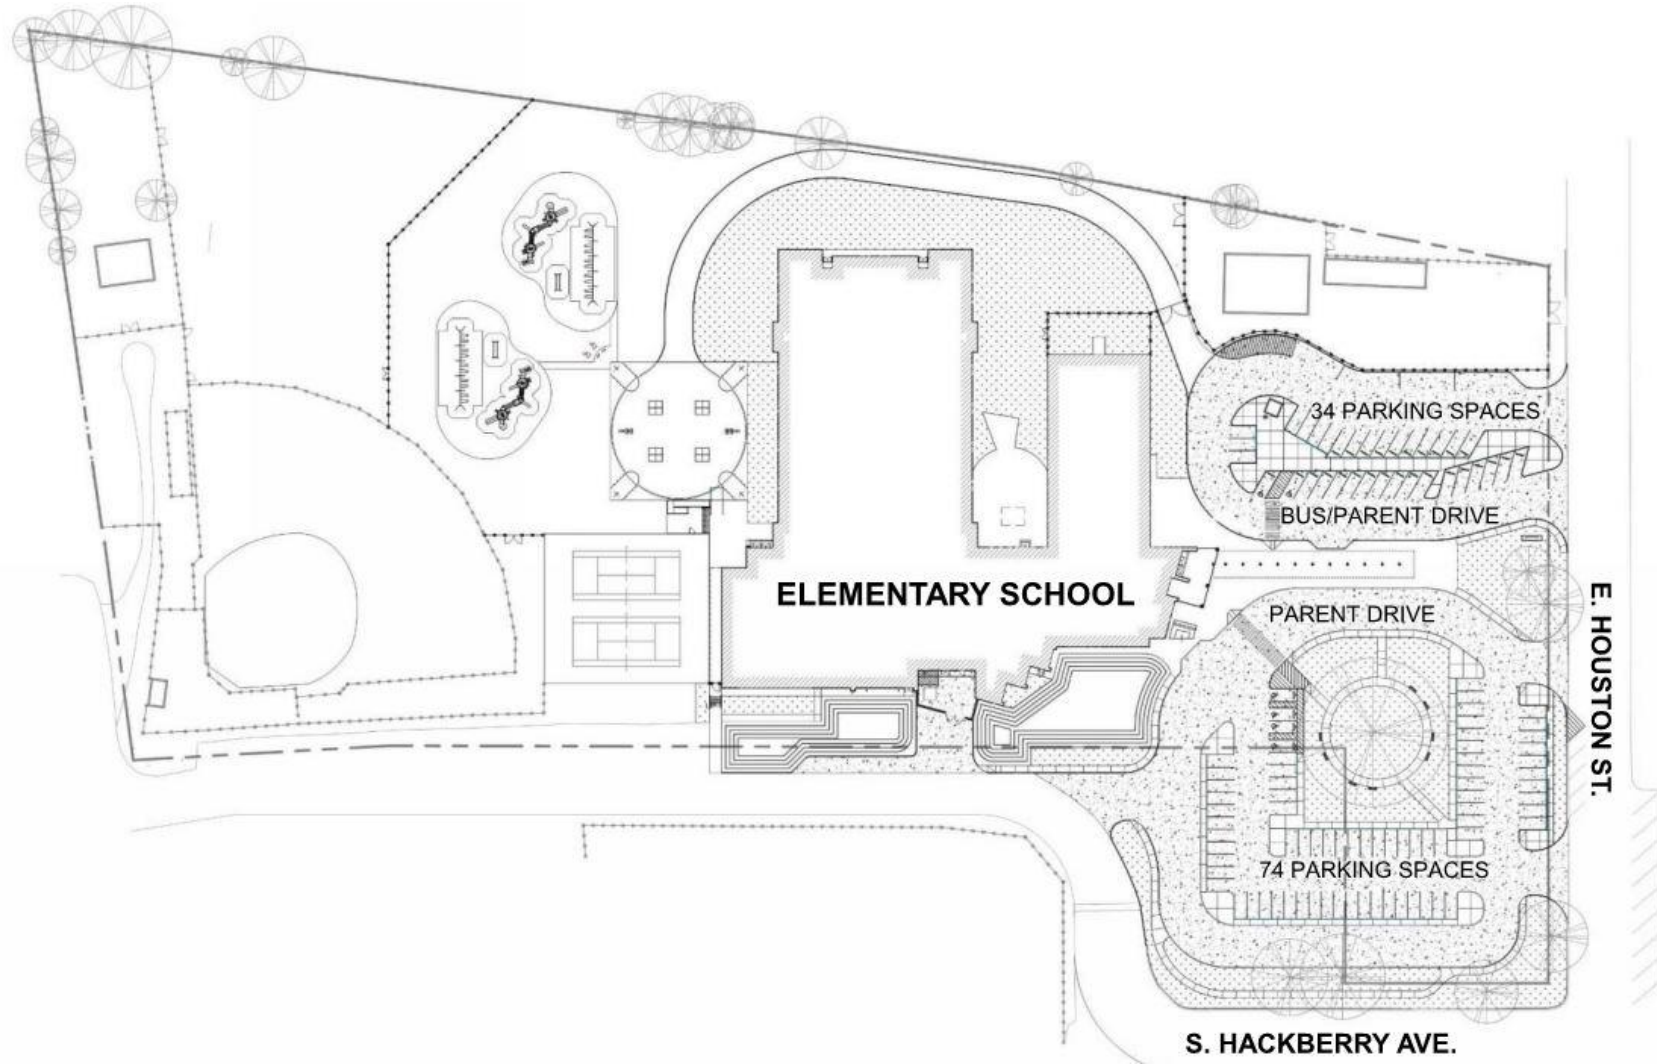 34 PARKING SPACES
BUS/PARENT DRIVE
ELEMENTARY SCHOOL
PARENT DRIVE
E. HOUSTON ST.
74 PARKING SPACES
S. HACKBERRY AVE.